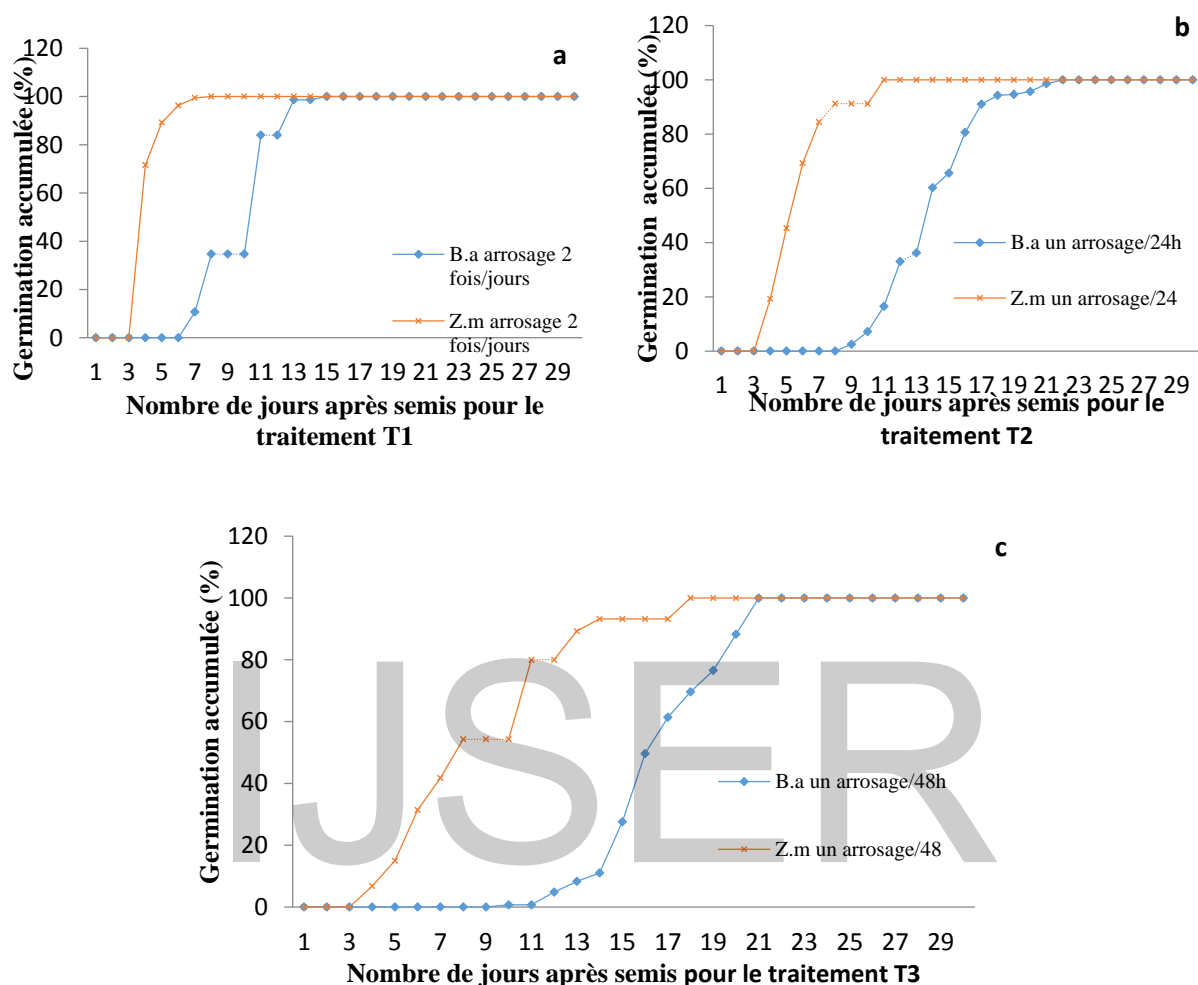 a
120
100
80
60
40
20
0
Germination accumulée (%)
1 3 5 7 9 11 13 15 17 19 21 23 25 27 29
B.a arrosage 2
fois/jours
Z.m arrosage 2
fois/jours
Nombre de jours après semis pour le
traitement T1
b
120
100
80
60
40
20
0
Germination accumulée (%)
1 3 5 7 9 11 13 15 17 19 21 23 25 27 29
B.a un arrosage/24h
Z.m un arrosage/24
Nombre de jours après semis pour le
traitement T2
c
120
100
80
60
40
20
0
Germination accumulée (%)
1 3 5 7 9 11 13 15 17 19 21 23 25 27 29
B.a un arrosage/48h
Z.m un arrosage/48
Nombre de jours après semis pour le traitement T3
IJSER